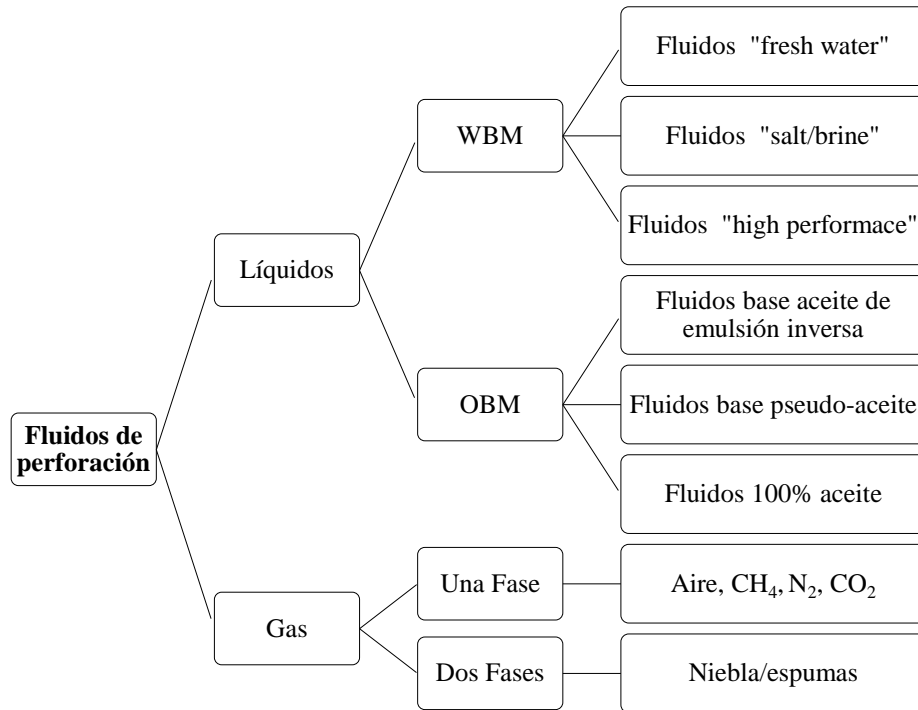 Fluidos "fresh water"
WBM
Fluidos "salt/brine"
Fluidos "high performace"
Líquidos
Fluidos base aceite de
emulsión inversa
OBM
Fluidos base pseudo-aceite
Fluidos de
perforación
Fluidos 100% aceite
Una Fase
Aire, CH₄, N₂, CO₂
Gas
Dos Fases
Niebla/espumas